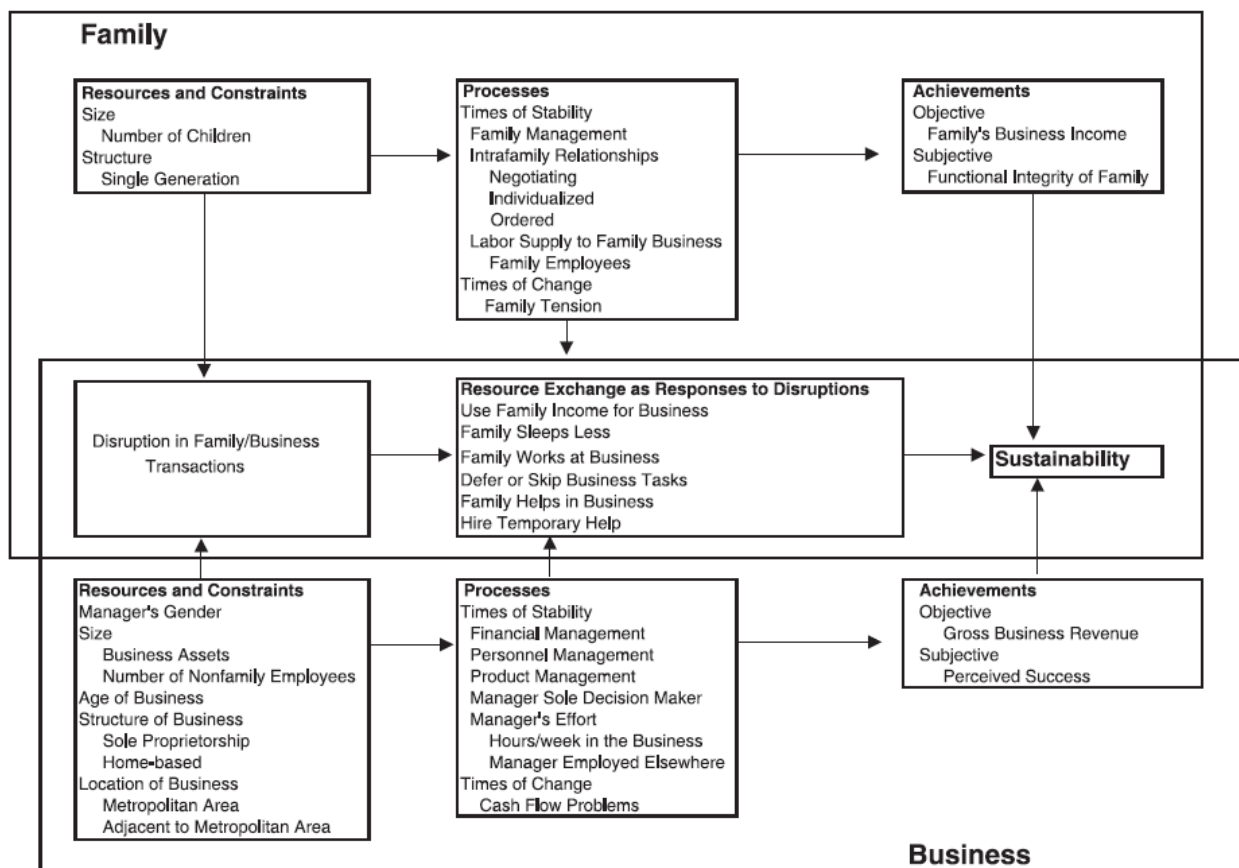 Family
Resources and Constraints
Size
Number of Children
Structure
Single Generation
Processes
Times of Stability
Family Management
Intrafamily Relationships
Negotiating
Individualized
Ordered
Labor Supply to Family Business
Family Employees
Times of Change
Family Tension
Achievements
Objective
Family's Business Income
Subjective
Functional Integrity of Family
Disruption in Family/Business
Transactions
Resource Exchange as Responses to Disruptions
Use Family Income for Business
Family Sleeps Less
Family Works at Business
Defer or Skip Business Tasks
Family Helps in Business
Hire Temporary Help
Sustainability
Resources and Constraints
Manager's Gender
Size
Business Assets
Number of Nonfamily Employees
Age of Business
Structure of Business
Sole Proprietorship
Home-based
Location of Business
Metropolitan Area
Adjacent to Metropolitan Area
Processes
Times of Stability
Financial Management
Personnel Management
Product Management
Manager Sole Decision Maker
Manager's Effort
Hours/week in the Business
Manager Employed Elsewhere
Times of Change
Cash Flow Problems
Achievements
Objective
Gross Business Revenue
Subjective
Perceived Success
Business